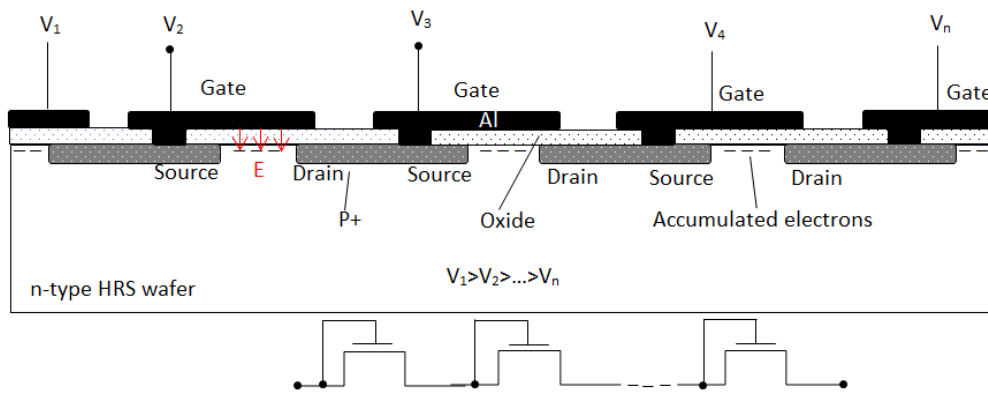 V₁
V₂
V₃
V₄
Vₙ
Gate
Gate
Gate
Gate
Al
Source
E
Drain
Source
Drain
Source
Drain
P+
Oxide
Accumulated electrons
n-type HRS wafer
V₁>V₂>...>Vₙ